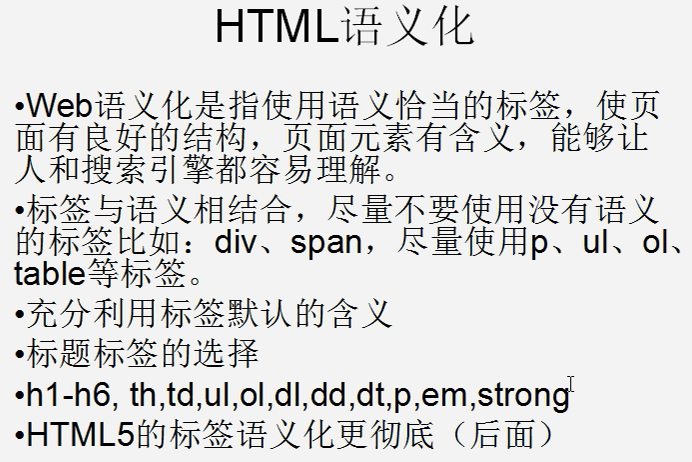 HTML语义化
•Web语义化是指使用语义恰当的标签，使页
面有良好的结构，页面元素有含义，能够让
人和搜索引擎都容易理解。
•标签与语义相结合，尽量不要使用没有语义
的标签比如：div、span，尽量使用p、ul、ol、
table等标签。
•充分利用标签默认的含义
•标题标签的选择
•h1-h6, th,td,ul,ol,dl,dd,dt,p,em,strong
•HTML5的标签语义化更彻底（后面）